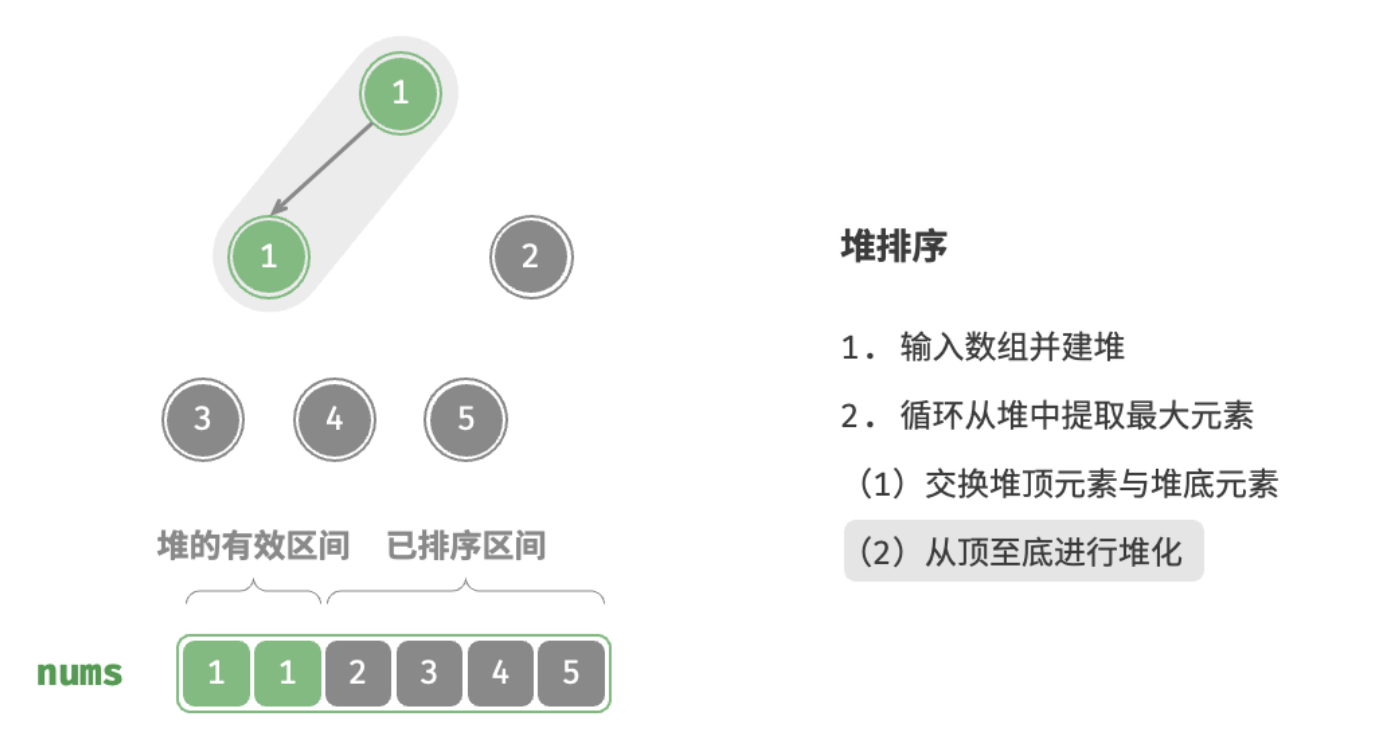 1
1
2
3 4 5
堆的有效区间 已排序区间
nums 1 1 2 3 4 5
堆排序
1. 输入数组并建堆
2. 循环从堆中提取最大元素
（1）交换堆顶元素与堆底元素
（2）从顶至底进行堆化